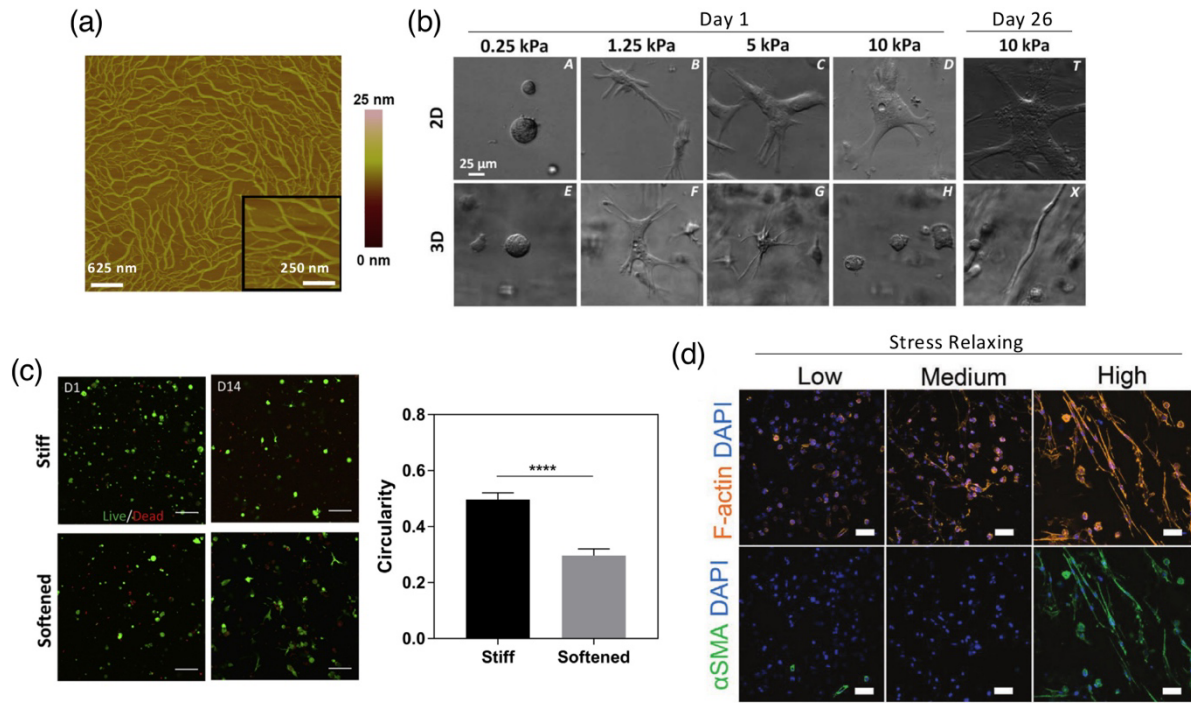 (a)
25 nm
0 nm
625 nm
250 nm
(b)
Day 1
Day 26
0.25 kPa
1.25 kPa
5 kPa
10 kPa
10 kPa
2D
A
B
C
D
T
25 µm
3D
E
F
G
H
X
(c)
D1
D14
Stiff
Live/Dead
Softened
0.8
0.6
0.4
0.2
0.0
Circularity
****
Stiff
Softened
(d)
Stress Relaxing
Low
Medium
High
F-actin DAPI
αSMA DAPI